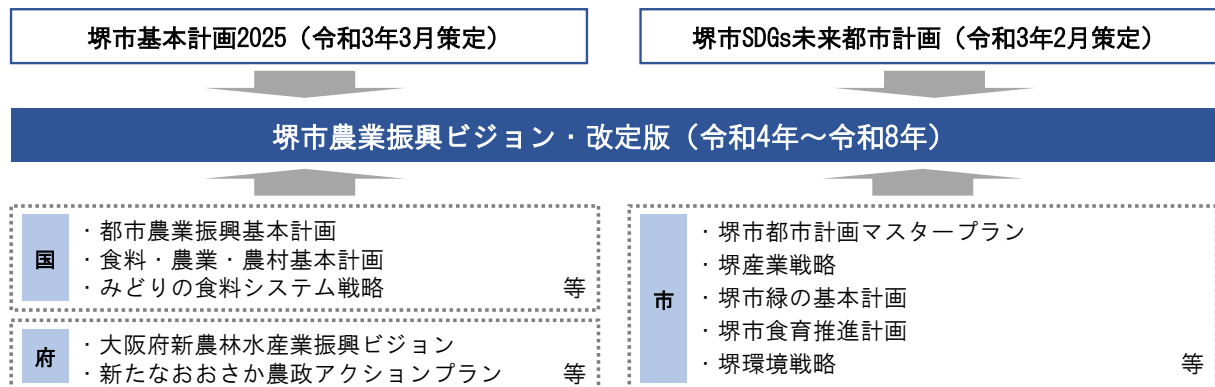 堺市基本計画2025（令和3年3月策定）
堺市SDGs未来都市計画（令和3年2月策定）
堺市農業振興ビジョン・改定版（令和4年～令和8年）
国
・都市農業振興基本計画
・食料・農業・農村基本計画
・みどりの食料システム戦略 等
府
・大阪府新農林水産業振興ビジョン
・新たなおおさか農政アクションプラン 等
市
・堺市都市計画マスタープラン
・堺産業戦略
・堺市緑の基本計画
・堺市食育推進計画
・堺環境戦略 等